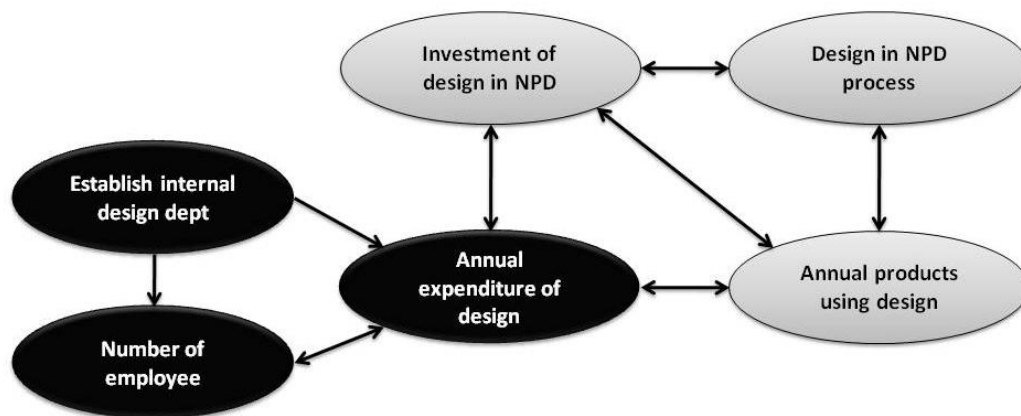 Investment of
design in NPD
Design in NPD
process
Establish internal
design dept
Annual
expenditure of
design
Annual products
using design
Number of
employee